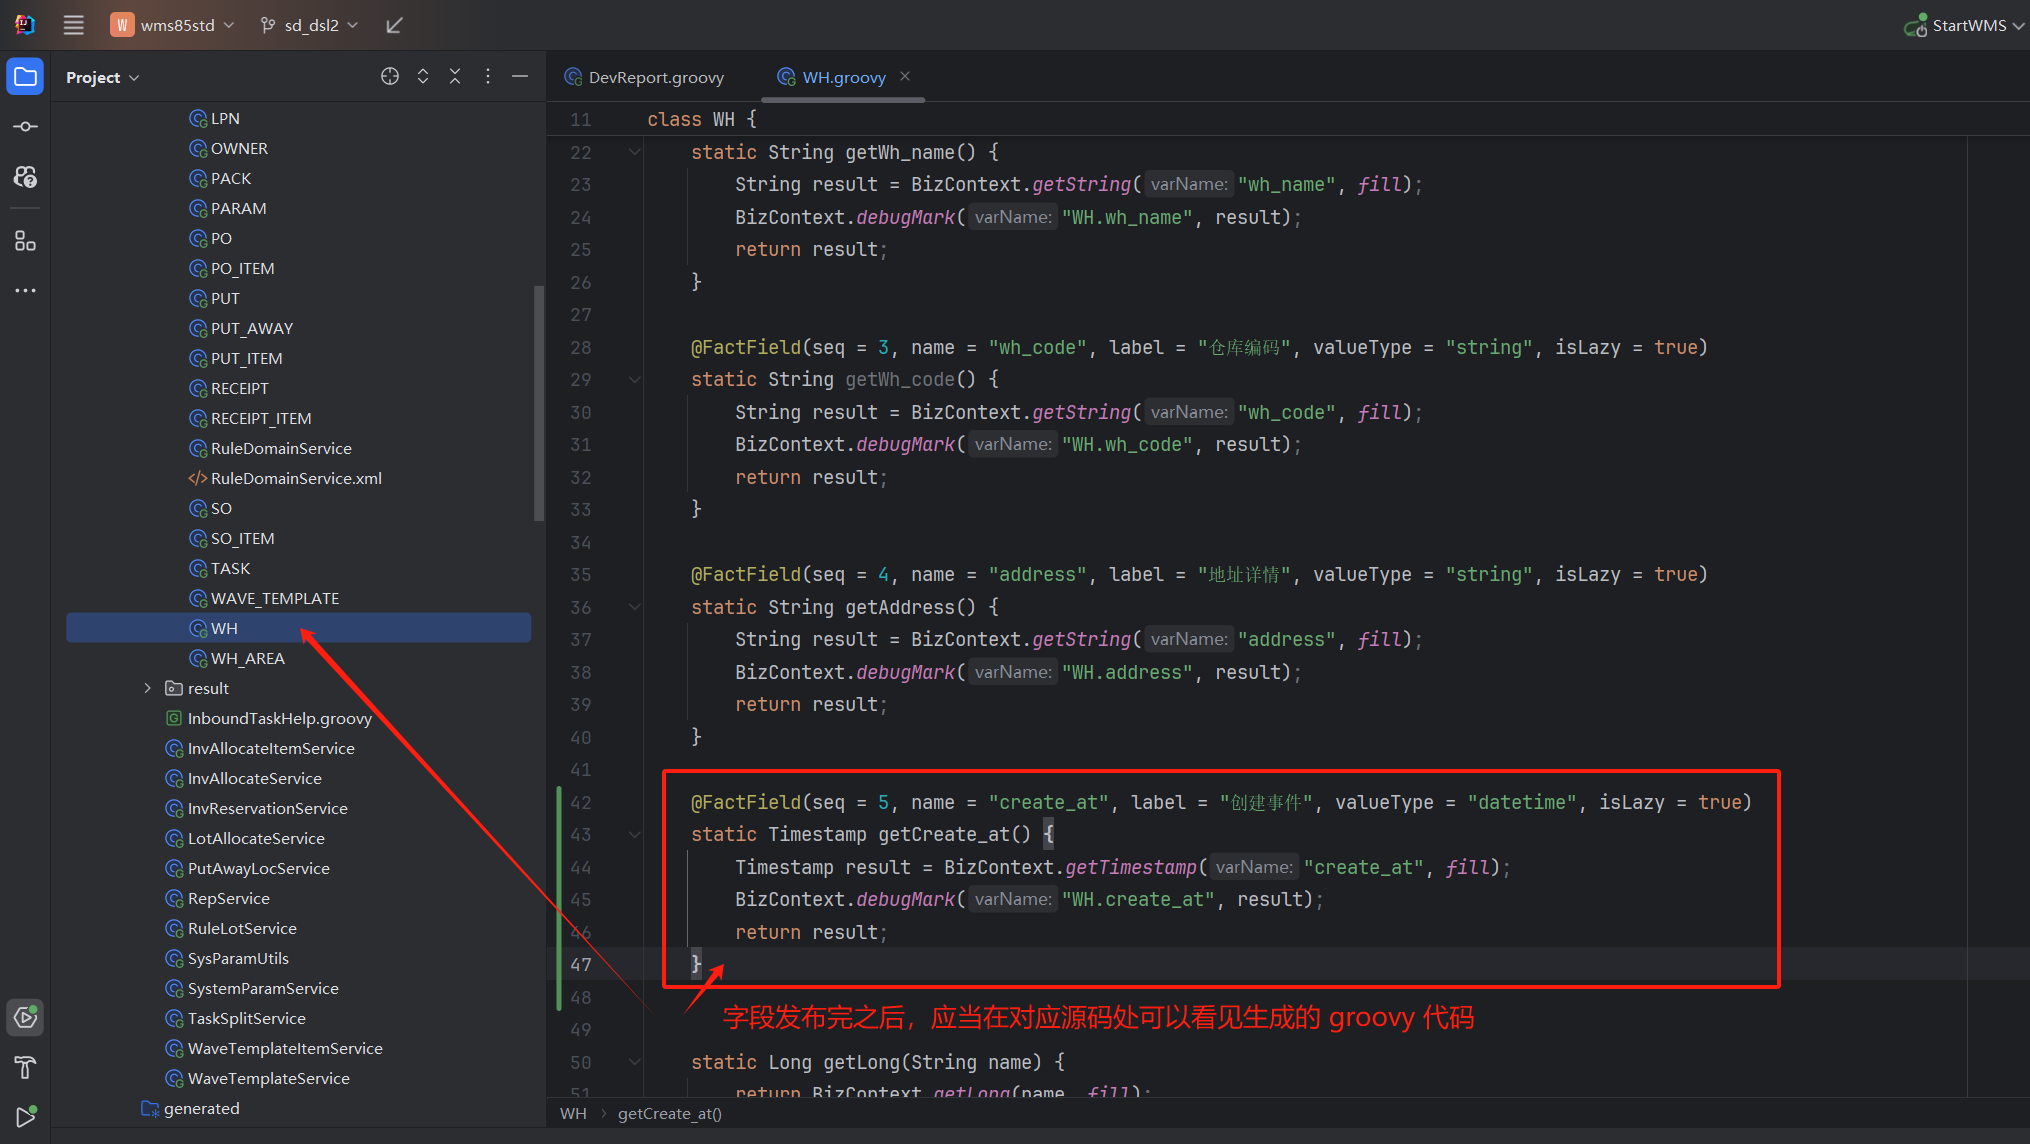 W wms85std
sd_dsl2
StartWMS
Project
LPN
OWNER
PACK
PARAM
PO
PO_ITEM
PUT
PUT_AWAY
PUT_ITEM
RECEIPT
RECEIPT_ITEM
RuleDomainService
RuleDomainService.xml
SO
SO_ITEM
TASK
WAVE_TEMPLATE
WH
WH_AREA
result
InboundTaskHelp.groovy
InvAllocateItemService
InvAllocateService
InvReservationService
LotAllocateService
PutAwayLocService
RepService
RuleLotService
SysParamUtils
SystemParamService
TaskSplitService
WaveTemplateItemService
WaveTemplateService
generated
DevReport.groovy
WH.groovy
11 class WH {
22 static String getWh_name() {
23 String result = BizContext.getString( varName: "wh_name", fill);
24 BizContext.debugMark( varName: "WH.wh_name", result);
25 return result;
26 }
27
28 @FactField(seq = 3, name = "wh_code", label = "仓库编码", valueType = "string", isLazy = true)
29 static String getWh_code() {
30 String result = BizContext.getString( varName: "wh_code", fill);
31 BizContext.debugMark( varName: "WH.wh_code", result);
32 return result;
33 }
34
35 @FactField(seq = 4, name = "address", label = "地址详情", valueType = "string", isLazy = true)
36 static String getAddress() {
37 String result = BizContext.getString( varName: "address", fill);
38 BizContext.debugMark( varName: "WH.address", result);
39 return result;
40 }
41
42 @FactField(seq = 5, name = "create_at", label = "创建事件", valueType = "datetime", isLazy = true)
43 static Timestamp getCreate_at() {
44 Timestamp result = BizContext.getTimestamp( varName: "create_at", fill);
45 BizContext.debugMark( varName: "WH.create_at", result);
46 return result;
47 }
48
字段发布完之后，应当在对应源码处可以看见生成的 groovy 代码
49
50 static Long getLong(String name) {
51 return BizContext.getLong(name, fill);
WH > getCreate_at()